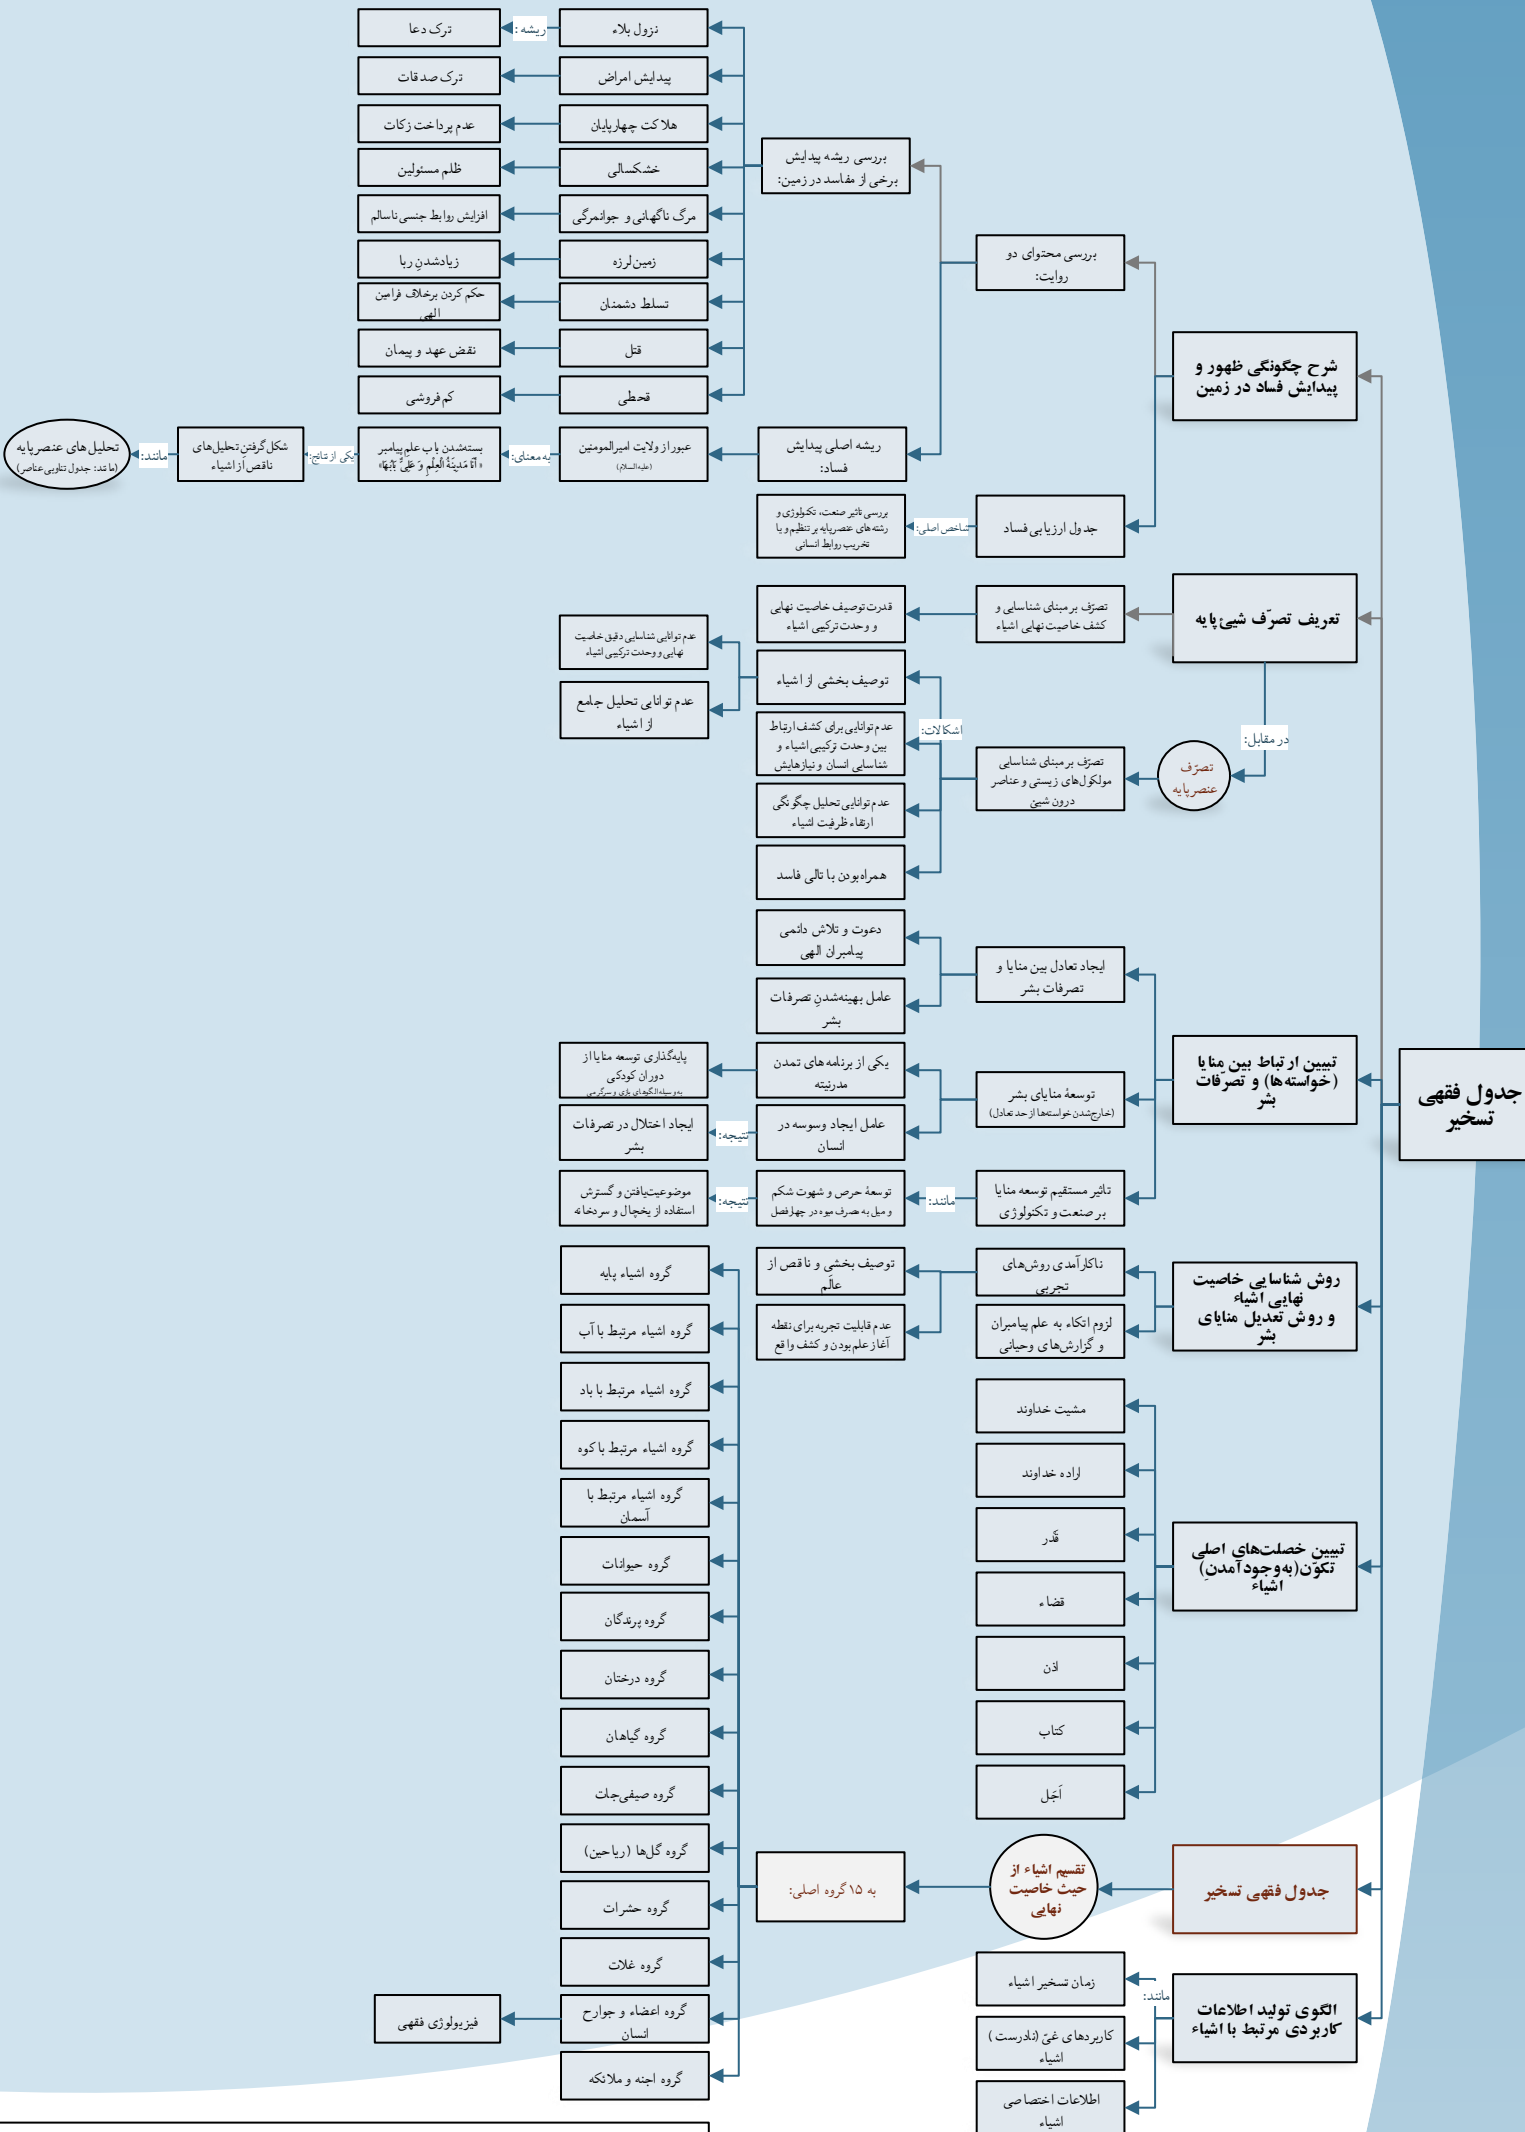 جدول فقهی
تسخیر
شرح چگونگی ظهور و
پیدایش فساد در زمین
بررسی محتوای دو
روایت:
بررسی ریشه پیدایش
برخی از مفاسد در زمین:
نزول بلاء
ریشه:
ترک دعا
پیدایش امراض
ترک صدقات
هلاکت چهارپایان
عدم پرداخت زکات
خشکسالی
ظلم مسئولین
مرگ ناگهانی و جوانمرگی
افزایش روابط جنسی ناسالم
زمین‌لرزه
زیادشدنِ ربا
تسلط دشمنان
حکم کردن برخلاف فرامین
الهی
قتل
نقض عهد و پیمان
قحطی
کم‌فروشی
ریشه اصلی پیدایش
فساد:
عبور از ولایت امیرالمومنین
(علیه‌السلام)
به معنای:
بسته‌شدن باب علم پیامبر
«أَنَا مَدِینَةُ الْعِلْمِ وَ عَلِیٌّ بَابُهَا»
یکی از نتایج:
شکل‌گرفتن تحلیل‌های
ناقص از اشیاء
مانند:
تحلیل‌های عنصرپایه
(مانند: جدول تناوبی عناصر)
جدول ارزیابی فساد
شاخص اصلی:
بررسی تاثیر صنعت، تکنولوژی و
رشته‌های عنصرپایه بر تنظیم و یا
تخریب روابط انسانی
تعریف تصرّف شیئ‌پایه
تصرّف بر مبنای شناسایی و
کشف خاصیت نهایی اشیاء
قدرت توصیف خاصیت نهایی
و وحدت ترکیبی اشیاء
در مقابل:
تصرّف
عنصرپایه
تصرّف بر مبنای شناسایی
مولکول‌های زیستی و عناصر
درون شیئ
اشکالات:
توصیف بخشی از اشیاء
عدم توانایی شناسایی دقیق خاصیت
نهایی و وحدت ترکیبی اشیاء
عدم توانایی تحلیل جامع
از اشیاء
عدم توانایی برای کشف ارتباط
بین وحدت ترکیبی اشیاء و
شناسایی انسان و نیازهایش
عدم توانایی تحلیل چگونگی
ارتقاء ظرفیت اشیاء
همراه‌بودن با تالی فاسد
تبیین ارتباط بین منایا
(خواسته‌ها) و تصرّفات
بشر
ایجاد تعادل بین منایا و
تصرفات بشر
دعوت و تلاش دائمی
پیامبران الهی
عامل بهینه‌شدنِ تصرفات
بشر
توسعهٔ منایای بشر
(خارج‌شدن خواسته‌ها از حد تعادل)
یکی از برنامه‌های تمدن
مدرنیته
پایه‌گذاری توسعه منایا از
دوران کودکی
به‌وسیله الگوهای بازی و سرگرمی
عامل ایجاد وسوسه در
انسان
نتیجه:
ایجاد اختلال در تصرفات
بشر
تاثیر مستقیم توسعه منایا
بر صنعت و تکنولوژی
مانند:
توسعهٔ حرص و شهوت شکم
و میل به مصرف میوه در چهارفصل
نتیجه:
موضوعیت‌یافتن و گسترش
استفاده از یخچال و سردخانه
روش شناسایی خاصیت
نهایی اشیاء
و روش تعدیل منایای
بشر
ناکارآمدی روش‌های
تجربی
توصیف بخشی و ناقص از
عالَم
عدم قابلیت تجربه برای نقطه
آغاز علم‌بودن و کشف واقع
لزوم اتکاء به علم پیامبران
و گزارش‌های وحیانی
تبیین خصلت‌های اصلی
تکوّن(به‌وجودآمدنِ)
اشیاء
مشیت خداوند
اراده خداوند
قَدَر
قضاء
اذن
کتاب
اَجَل
جدول فقهی تسخیر
تقسیم اشیاء از
حیث خاصیت
نهایی
به ۱۵ گروه اصلی:
گروه اشیاء پایه
گروه اشیاء مرتبط با آب
گروه اشیاء مرتبط با باد
گروه اشیاء مرتبط با کوه
گروه اشیاء مرتبط با
آسمان
گروه حیوانات
گروه پرندگان
گروه درختان
گروه گیاهان
گروه صیفی‌جات
گروه گل‌ها (ریاحین)
گروه حشرات
گروه غلات
گروه اعضاء و جوارح
انسان
فیزیولوژی فقهی
گروه اجنه و ملائکه
الگوی تولید اطلاعات
کاربردی مرتبط با اشیاء
مانند:
زمان تسخیر اشیاء
کاربردهای غیّ (نادرست)
اشیاء
اطلاعات اختصاصی
اشیاء